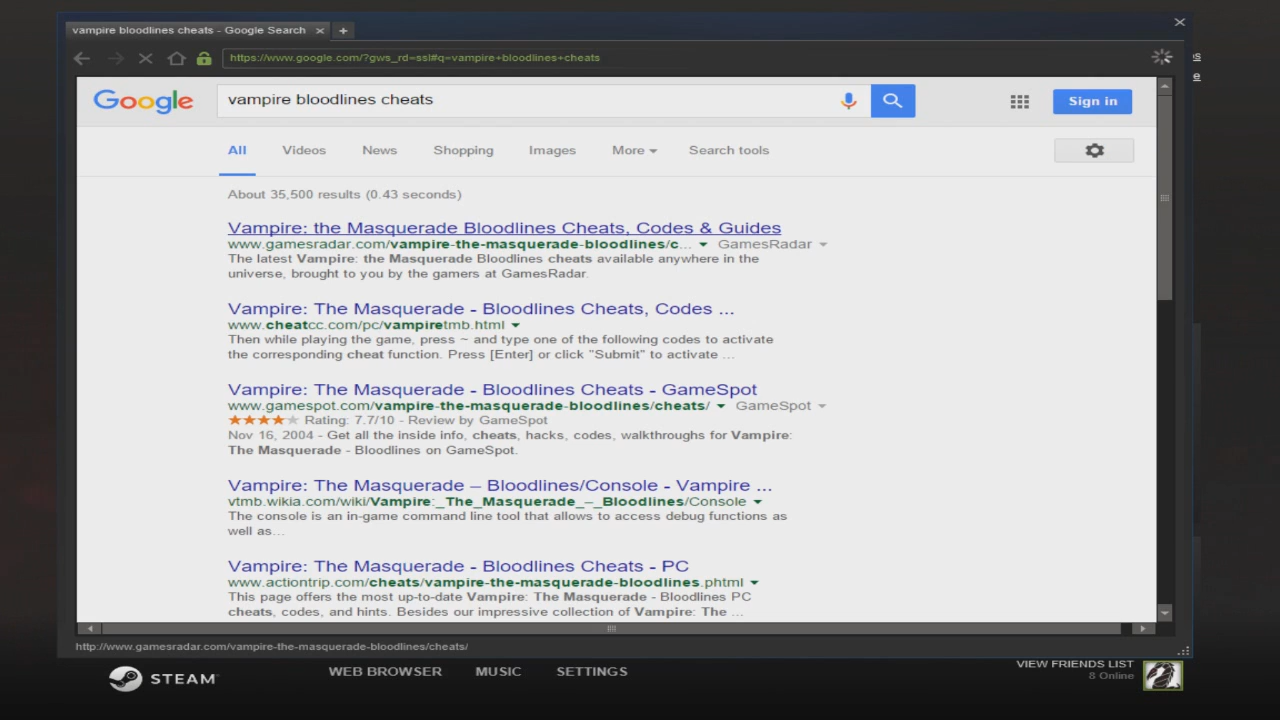 vampire bloodlines cheats - Google Search
https://www.google.com/?gws_rd=ssl#q=vampire+bloodlines+cheats
Google
vampire bloodlines cheats
Sign in
All Videos News Shopping Images More Search tools
About 35,500 results (0.43 seconds)
Vampire: the Masquerade Bloodlines Cheats, Codes & Guides
www.gamesradar.com/vampire-the-masquerade-bloodlines/c... GamesRadar
The latest Vampire: the Masquerade Bloodlines cheats available anywhere in the
universe, brought to you by the gamers at GamesRadar.
Vampire: The Masquerade - Bloodlines Cheats, Codes ...
www.cheatcc.com/pc/vampiretmb.html
Then while playing the game, press ~ and type one of the following codes to activate
the corresponding cheat function. Press [Enter] or click "Submit" to activate ...
Vampire: The Masquerade - Bloodlines Cheats - GameSpot
www.gamespot.com/vampire-the-masquerade-bloodlines/cheats/ GameSpot
Rating: 7.7/10 - Review by GameSpot
Nov 16, 2004 - Get all the inside info, cheats, hacks, codes, walkthroughs for Vampire:
The Masquerade - Bloodlines on GameSpot.
Vampire: The Masquerade – Bloodlines/Console - Vampire ...
vtmb.wikia.com/wiki/Vampire:_The_Masquerade_–_Bloodlines/Console
The console is an in-game command line tool that allows to access debug functions as
well as...
Vampire: The Masquerade - Bloodlines Cheats - PC
www.actiontrip.com/cheats/vampire-the-masquerade-bloodlines.phtml
This page offers the most up-to-date Vampire: The Masquerade - Bloodlines PC
cheats, codes, and hints. Besides our impressive collection of Vampire: The ...
http://www.gamesradar.com/vampire-the-masquerade-bloodlines/cheats/
STEAM
WEB BROWSER MUSIC SETTINGS
VIEW FRIENDS LIST
8 Online